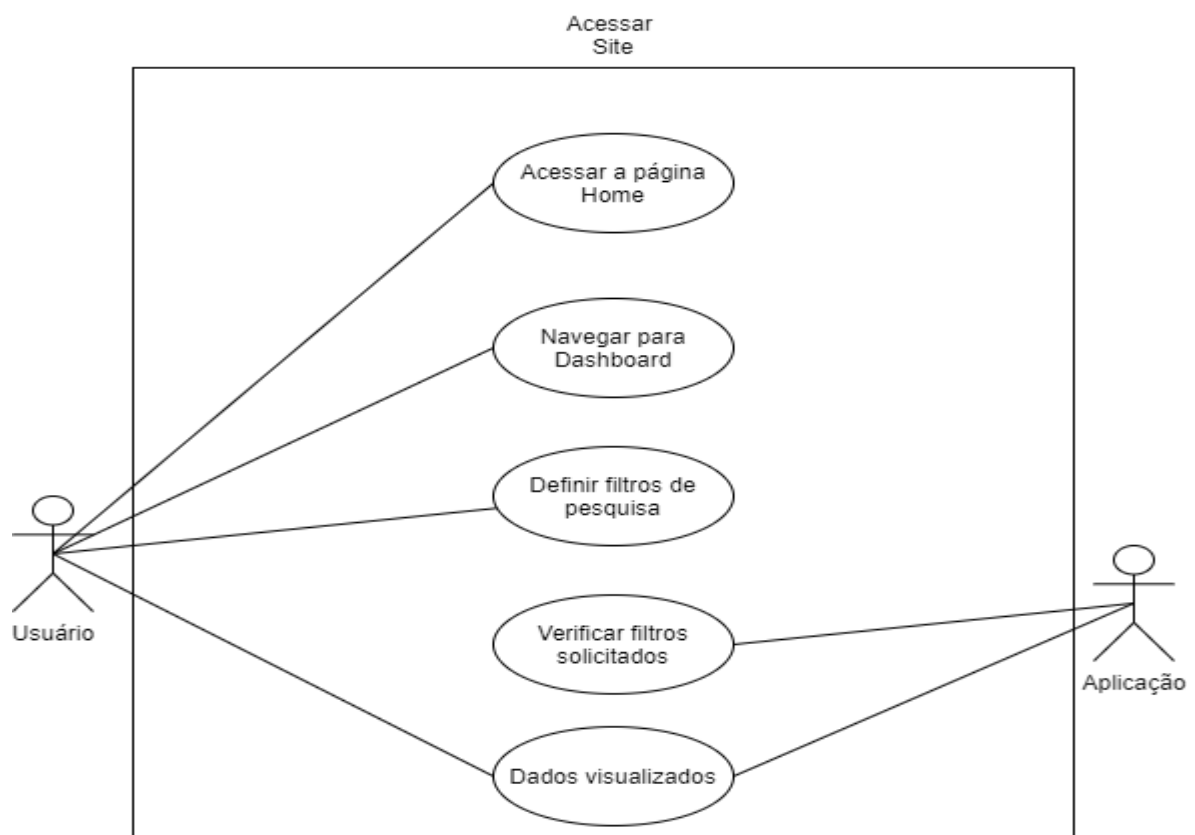 Acessar
Site
Acessar a página
Home
Navegar para
Dashboard
Definir filtros de
pesquisa
Usuário
Verificar filtros
solicitados
Aplicação
Dados visualizados